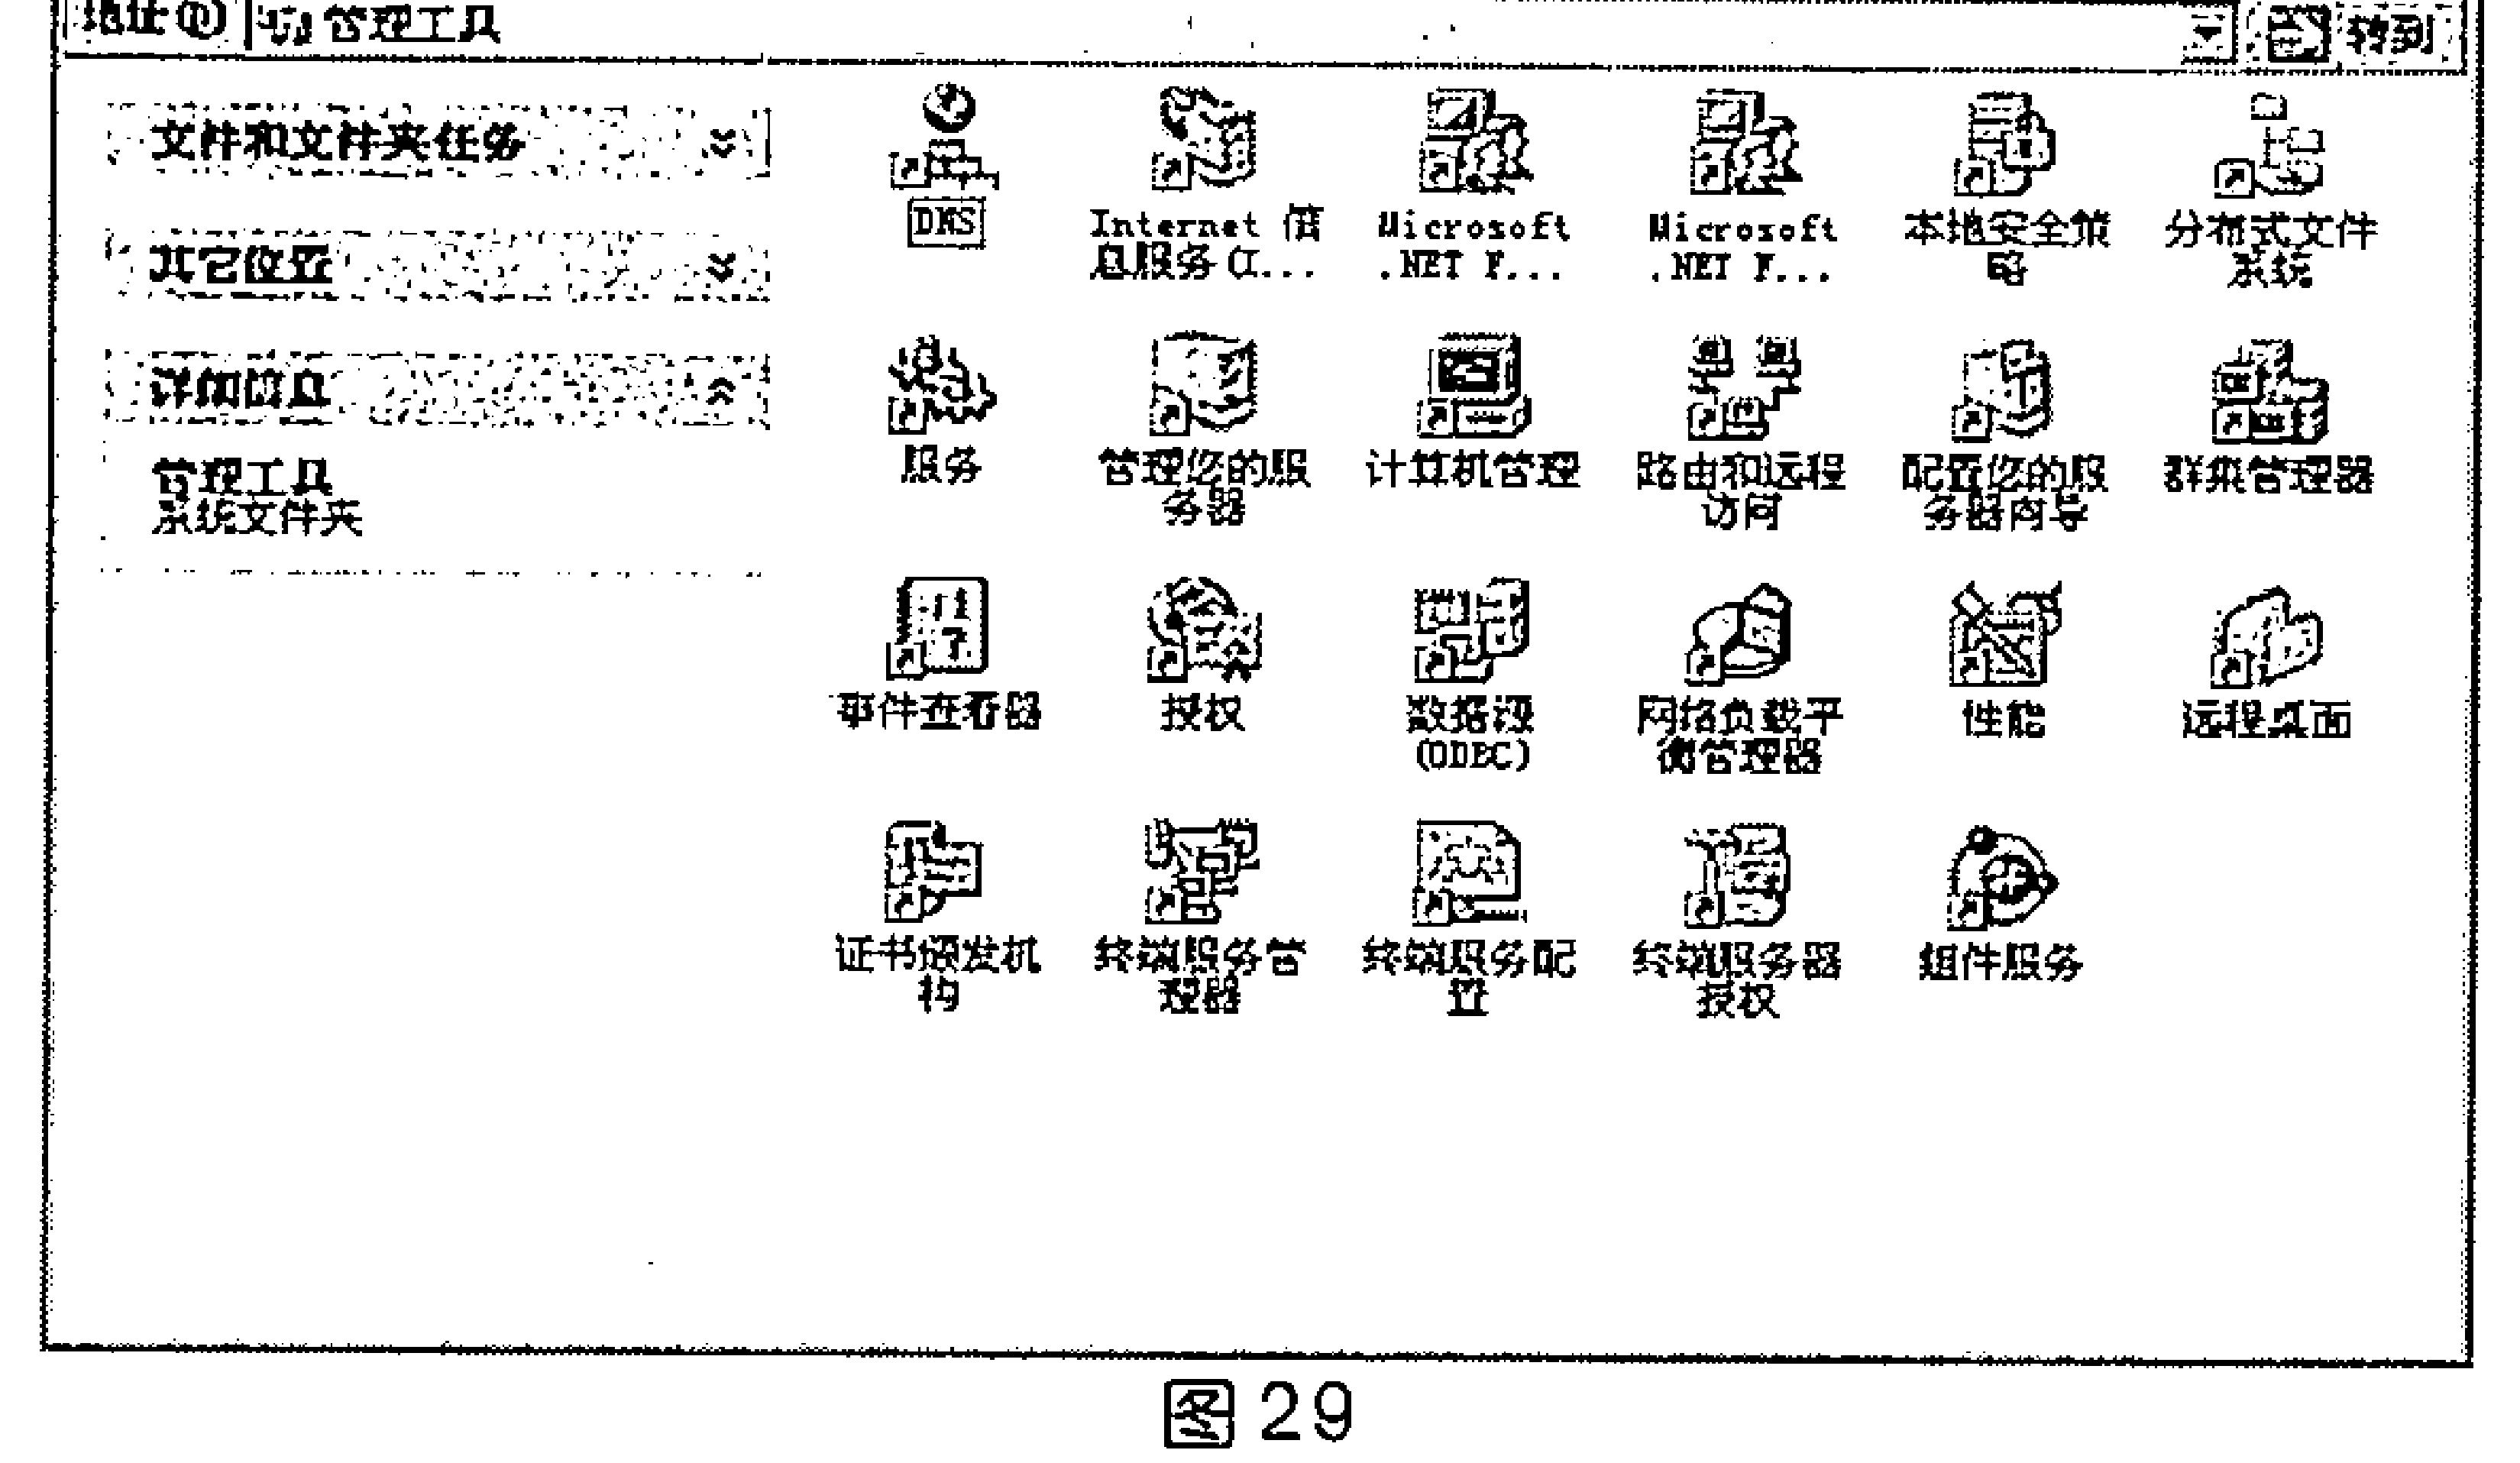 地址(D) 管理工具 转到
文件和文件夹任务
其它位置
详细信息
管理工具
系统文件夹
DNS
Internet 信
息服务(I...
Microsoft
.NET F...
Microsoft
.NET F...
本地安全策
略
分布式文件
系统
服务
管理您的服
务器
计算机管理
路由和远程
访问
配置您的服
务器向导
群集管理器
事件查看器
授权
数据源
(ODBC)
网络负载平
衡管理器
性能
远程桌面
证书颁发机
构
终端服务管
理器
终端服务配
置
终端服务器
授权
组件服务
图29